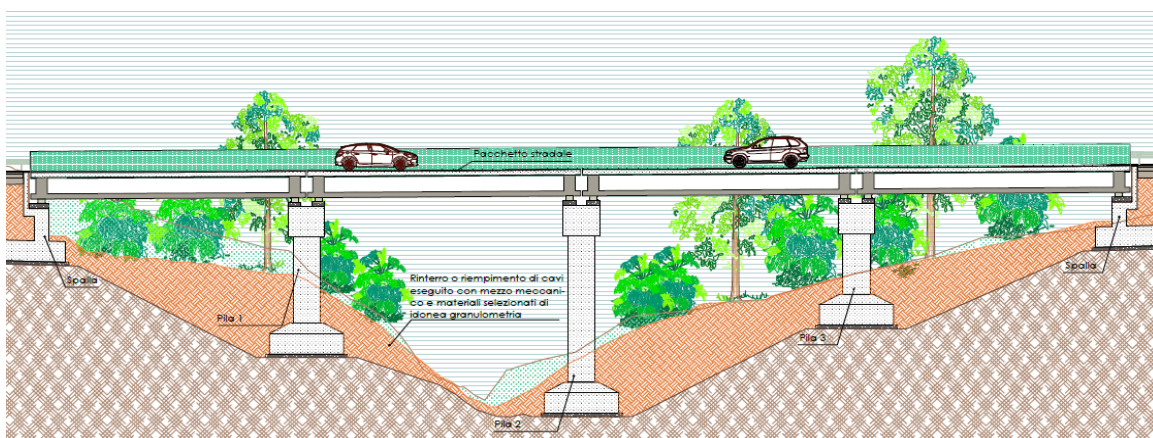 Pacchetto stradale
Spalla
Rinterro o riempimento di cavi
eseguito con mezzo meccani-
co e materiali selezionati di
idonea granulometria
Spalla
Pila 1
Pila 3
Pila 2